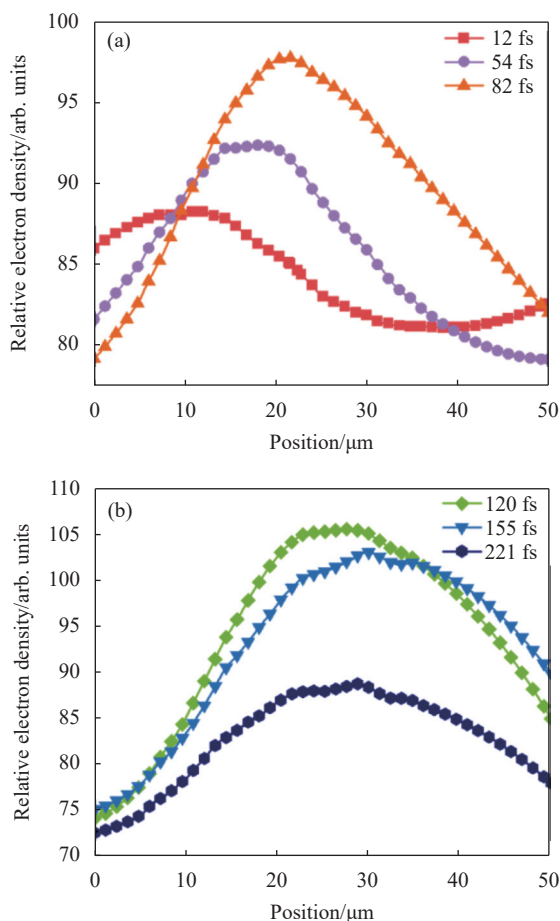 (a)
12 fs
54 fs
82 fs
100
95
90
85
80
Relative electron density/arb. units
0 10 20 30 40 50
Position/μm
(b)
120 fs
155 fs
221 fs
110
105
100
95
90
85
80
75
70
Relative electron density/arb. units
0 10 20 30 40 50
Position/μm